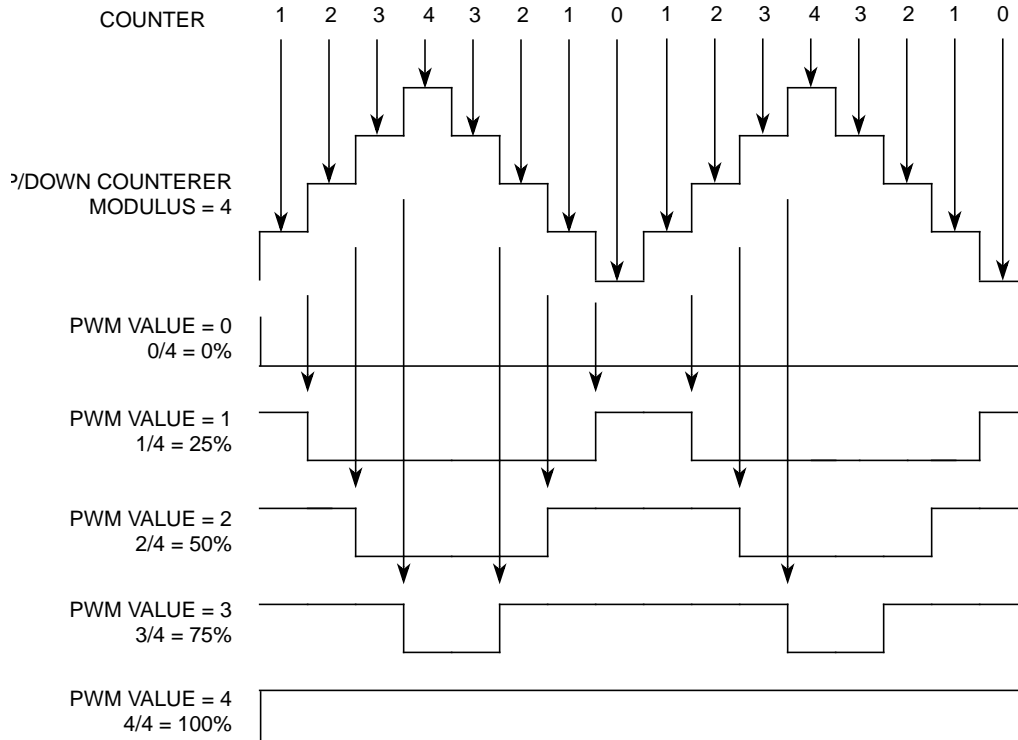 COUNTER 1 2 3 4 3 2 1 0 1 2 3 4 3 2 1 0
P/DOWN COUNTERER
MODULUS = 4
PWM VALUE = 0
0/4 = 0%
PWM VALUE = 1
1/4 = 25%
PWM VALUE = 2
2/4 = 50%
PWM VALUE = 3
3/4 = 75%
PWM VALUE = 4
4/4 = 100%